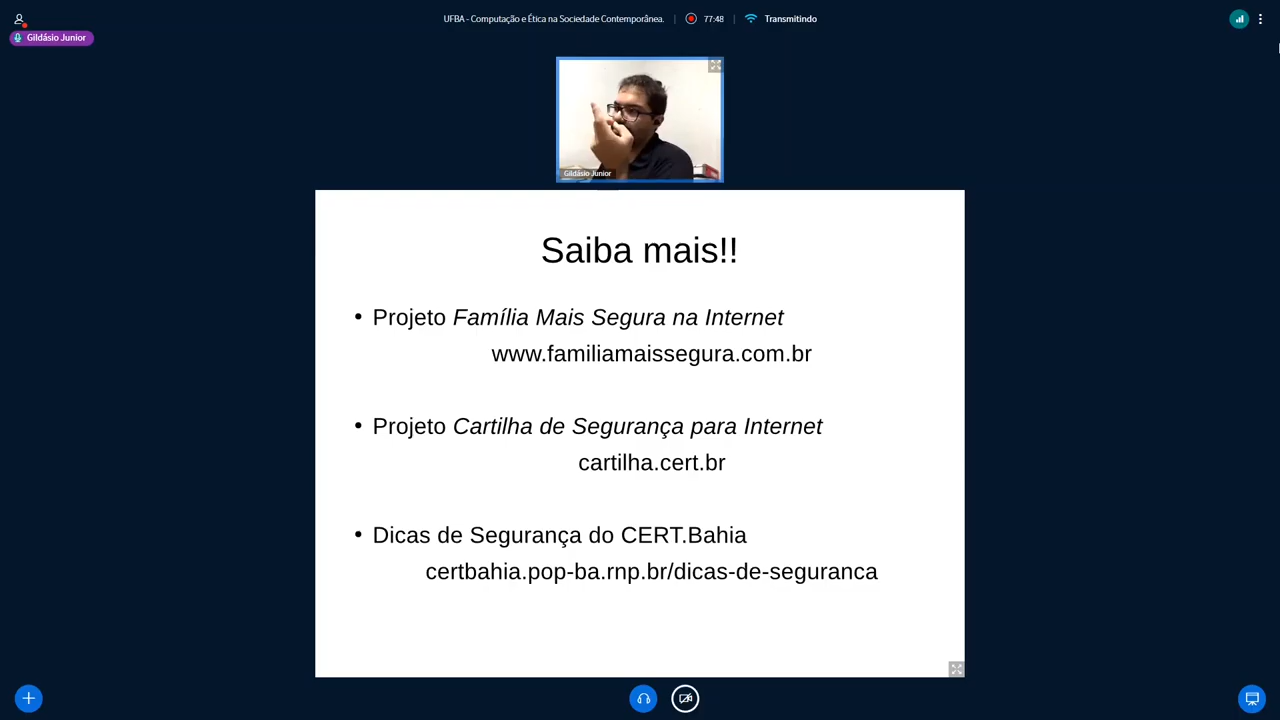 UFBA - Computação e Ética na Sociedade Contemporânea. 77:48 Transmitindo
Gildásio Junior
Gildásio Junior
Saiba mais!!
• Projeto Família Mais Segura na Internet
www.familiamaissegura.com.br
• Projeto Cartilha de Segurança para Internet
cartilha.cert.br
• Dicas de Segurança do CERT.Bahia
certbahia.pop-ba.rnp.br/dicas-de-seguranca